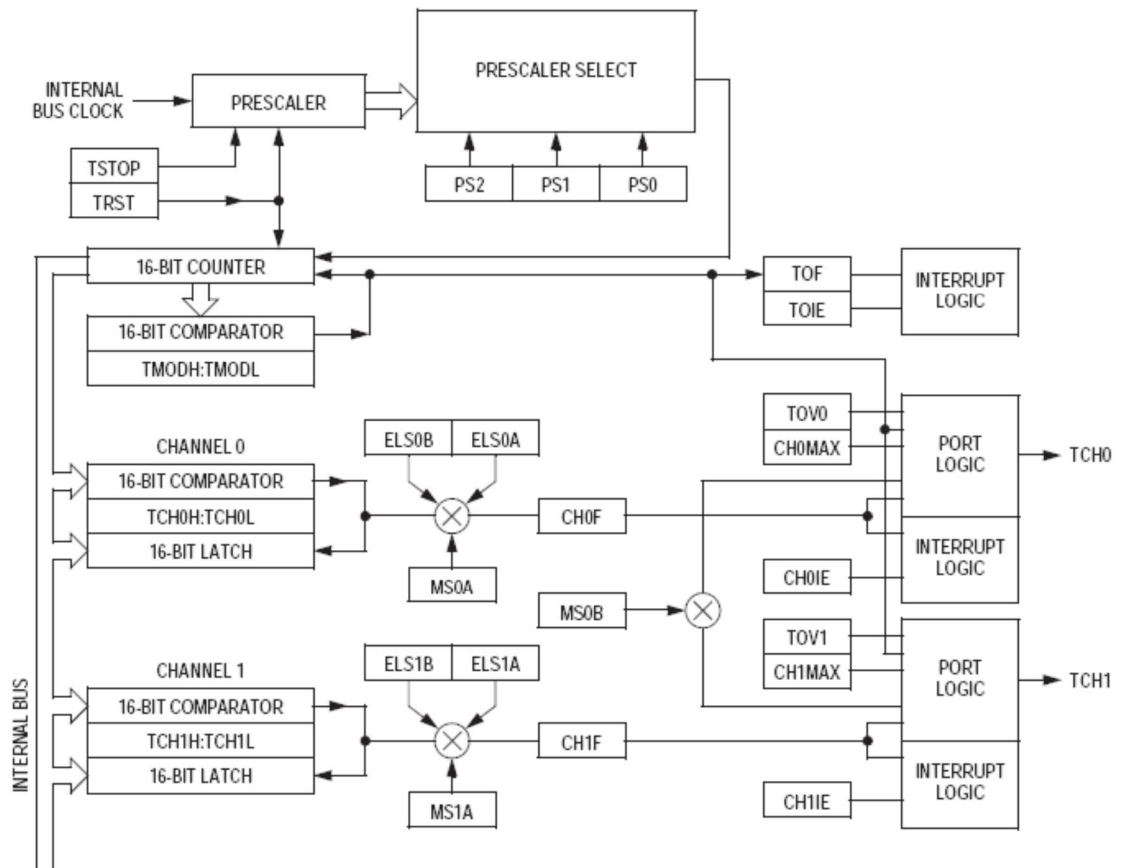 PRESCALER SELECT
INTERNAL
BUS CLOCK
PRESCALER
TSTOP
TRST
PS2 PS1 PS0
16-BIT COUNTER
TOF
TOIE
INTERRUPT
LOGIC
16-BIT COMPARATOR
TMODH:TMODL
CHANNEL 0
16-BIT COMPARATOR
TCH0H:TCH0L
16-BIT LATCH
ELS0B ELS0A
MS0A
CH0F
TOV0
CH0MAX
PORT
LOGIC
TCH0
INTERRUPT
LOGIC
CH0IE
MS0B
CHANNEL 1
16-BIT COMPARATOR
TCH1H:TCH1L
16-BIT LATCH
ELS1B ELS1A
MS1A
CH1F
TOV1
CH1MAX
PORT
LOGIC
TCH1
INTERRUPT
LOGIC
CH1IE
INTERNAL BUS